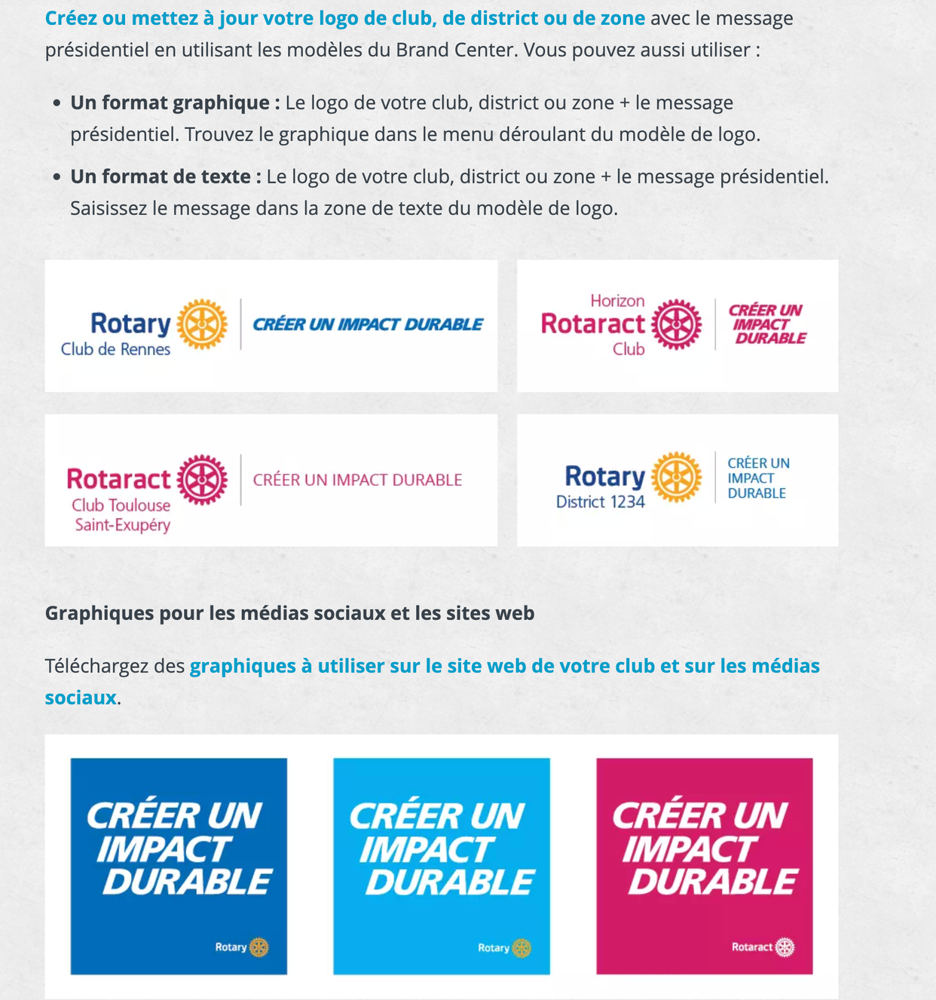 Créez ou mettez à jour votre logo de club, de district ou de zone avec le message
présidentiel en utilisant les modèles du Brand Center. Vous pouvez aussi utiliser :
• Un format graphique : Le logo de votre club, district ou zone + le message
présidentiel. Trouvez le graphique dans le menu déroulant du modèle de logo.
• Un format de texte : Le logo de votre club, district ou zone + le message présidentiel.
Saisissez le message dans la zone de texte du modèle de logo.
Rotary
Club de Rennes
CRÉER UN IMPACT DURABLE
Horizon
Rotaract
Club
CRÉER UN
IMPACT
DURABLE
Rotaract
Club Toulouse
Saint-Exupéry
CRÉER UN IMPACT DURABLE
Rotary
District 1234
CRÉER UN
IMPACT
DURABLE
Graphiques pour les médias sociaux et les sites web
Téléchargez des graphiques à utiliser sur le site web de votre club et sur les médias
sociaux.
CRÉER UN
IMPACT
DURABLE
Rotary
CRÉER UN
IMPACT
DURABLE
Rotary
CRÉER UN
IMPACT
DURABLE
Rotaract